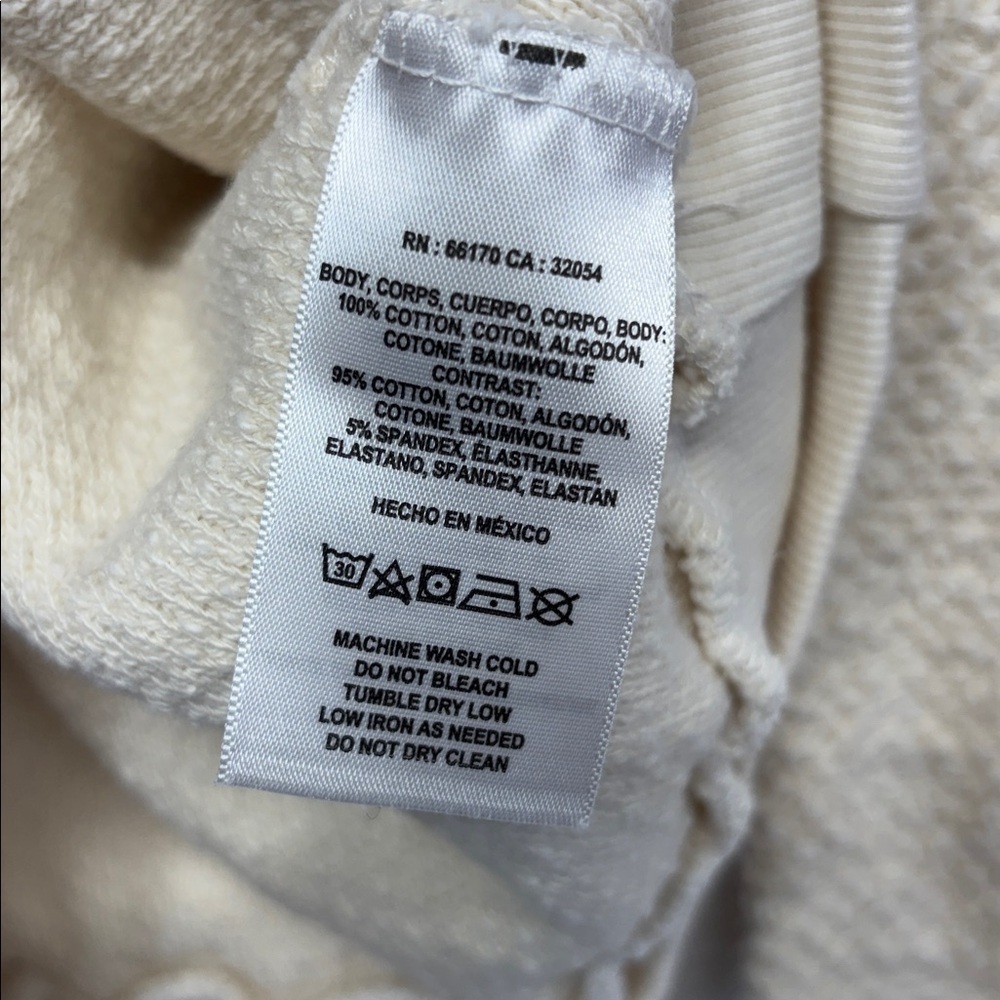 RN : 66170 CA : 32054
BODY, CORPS, CUERPO, CORPO, BODY:
100% COTTON, COTON, ALGODÓN,
COTONE, BAUMWOLLE
CONTRAST:
95% COTTON, COTON, ALGODÓN,
COTONE, BAUMWOLLE
5% SPANDEX, ÉLASTHANNE,
ELASTANO, SPANDEX, ELASTAN
HECHO EN MÉXICO
30
MACHINE WASH COLD
DO NOT BLEACH
TUMBLE DRY LOW
LOW IRON AS NEEDED
DO NOT DRY CLEAN